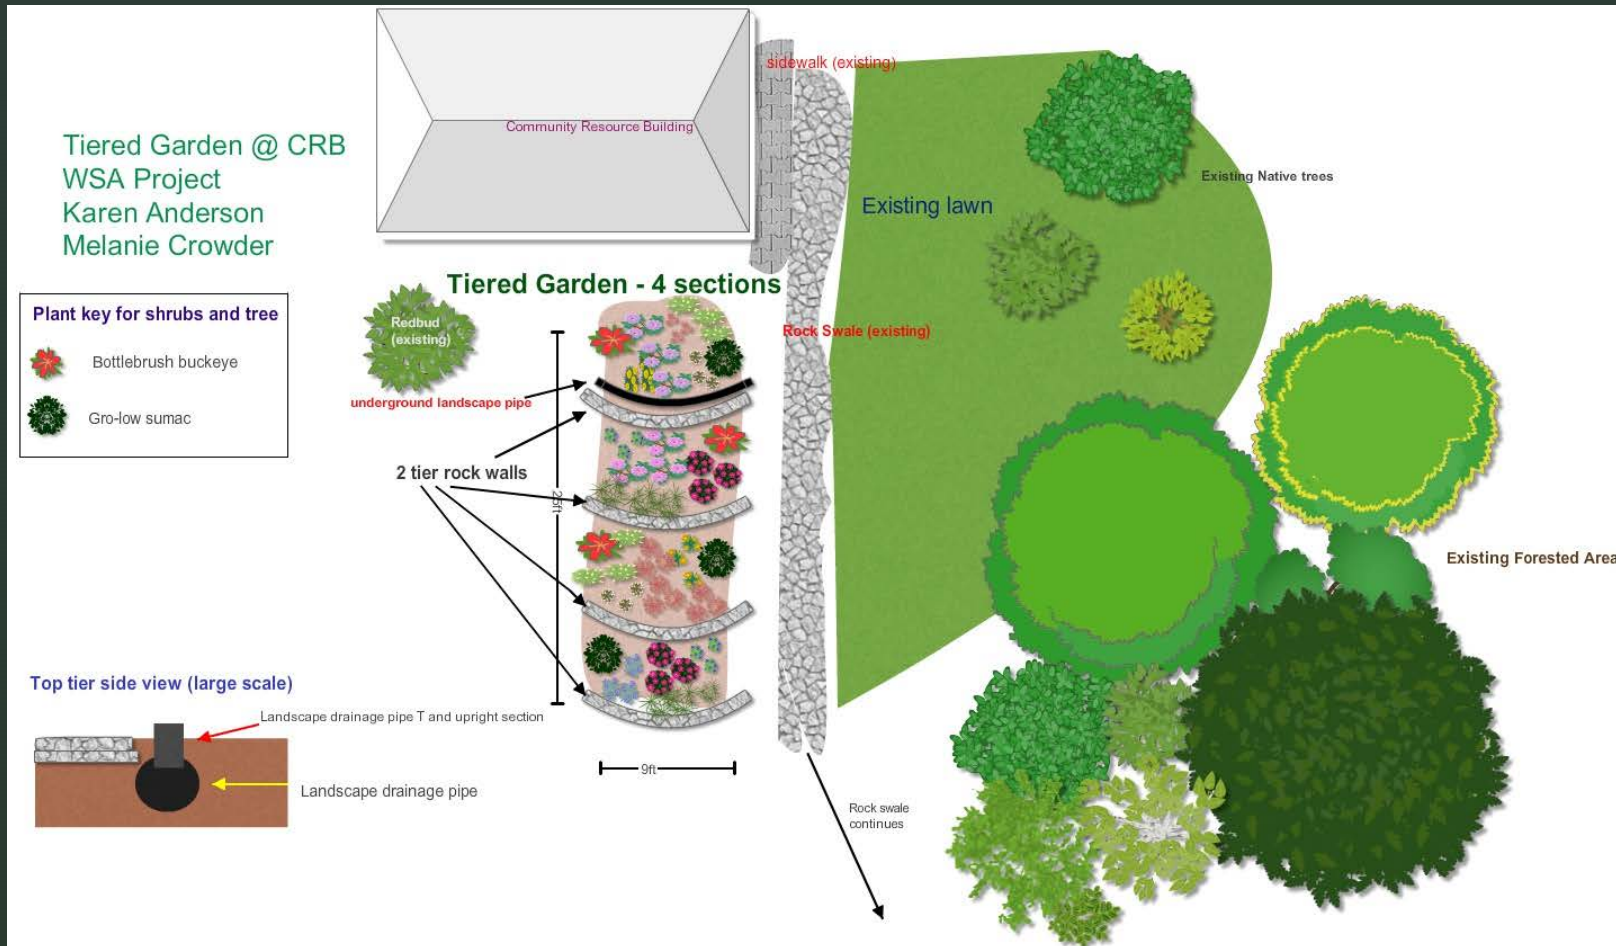 Tiered Garden @ CRB
WSA Project
Karen Anderson
Melanie Crowder
Plant key for shrubs and tree
Bottlebrush buckeye
Gro-low sumac
Community Resource Building
sidewalk (existing)
Existing lawn
Existing Native trees
Tiered Garden - 4 sections
Redbud
(existing)
Rock Swale (existing)
underground landscape pipe
2 tier rock walls
25ft
9ft
Existing Forested Area
Top tier side view (large scale)
Landscape drainage pipe T and upright section
Landscape drainage pipe
Rock swale
continues